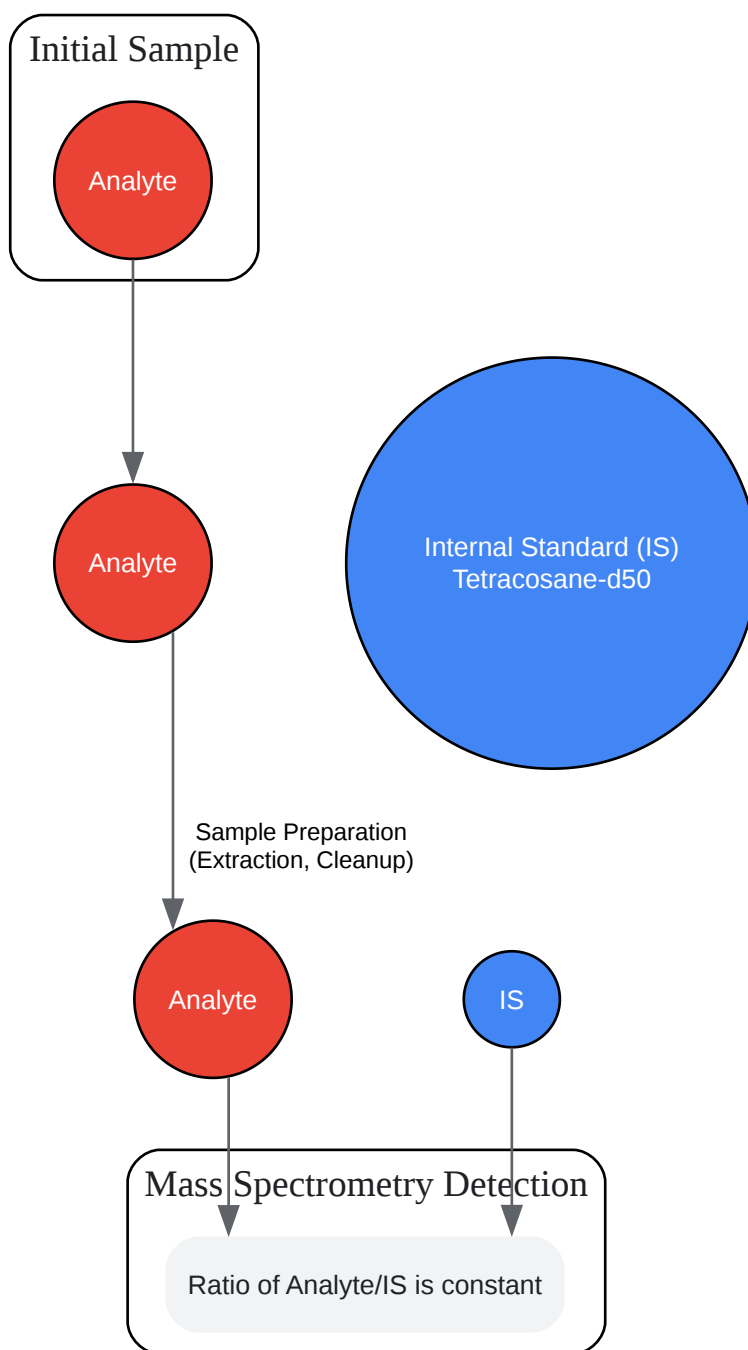 Initial Sample
Analyte
Analyte
Internal Standard (IS)
Tetracosane-d50
Sample Preparation
(Extraction, Cleanup)
Analyte
IS
Mass Spectrometry Detection
Ratio of Analyte/IS is constant